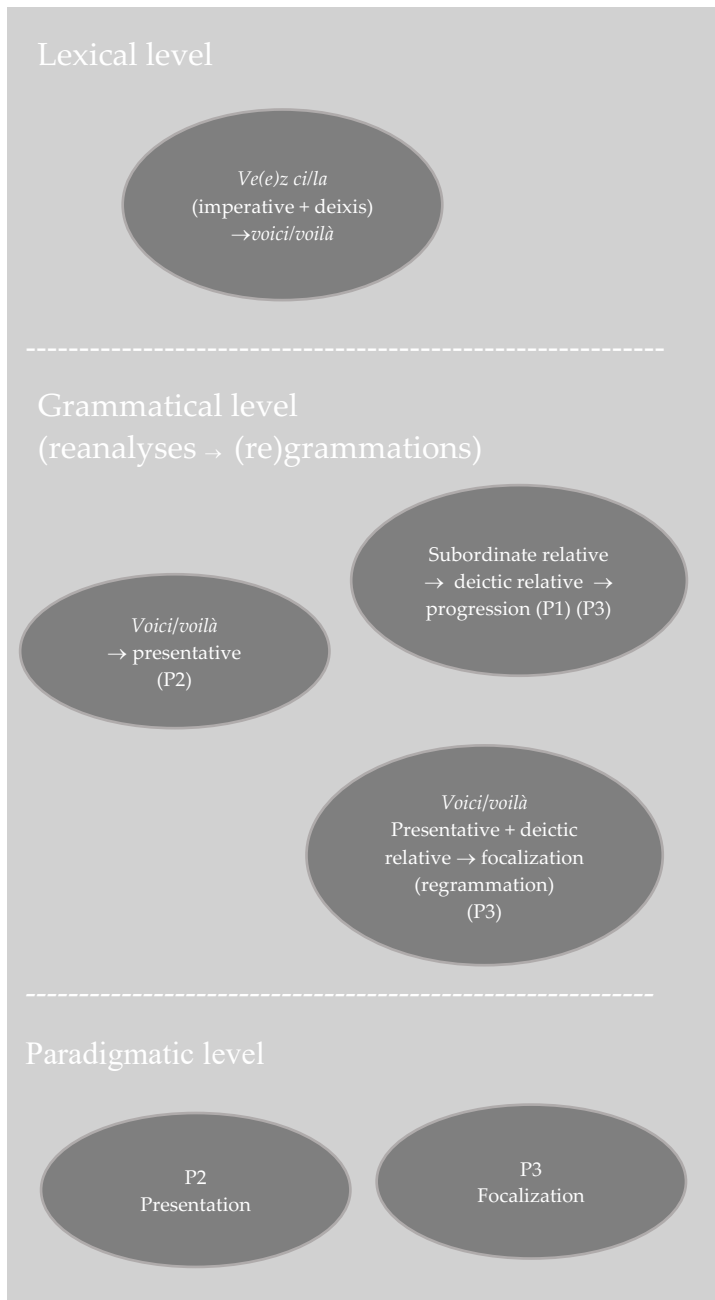 Lexical level
Ve(e)z ci/la
(imperative + deixis)
→voici/voilà
Grammatical level
(reanalyses → (re)grammations)
Subordinate relative
→ deictic relative →
progression (P1) (P3)
Voici/voilà
→ presentative
(P2)
Voici/voilà
Presentative + deictic
relative → focalization
(regrammation)
(P3)
Paradigmatic level
P2
Presentation
P3
Focalization